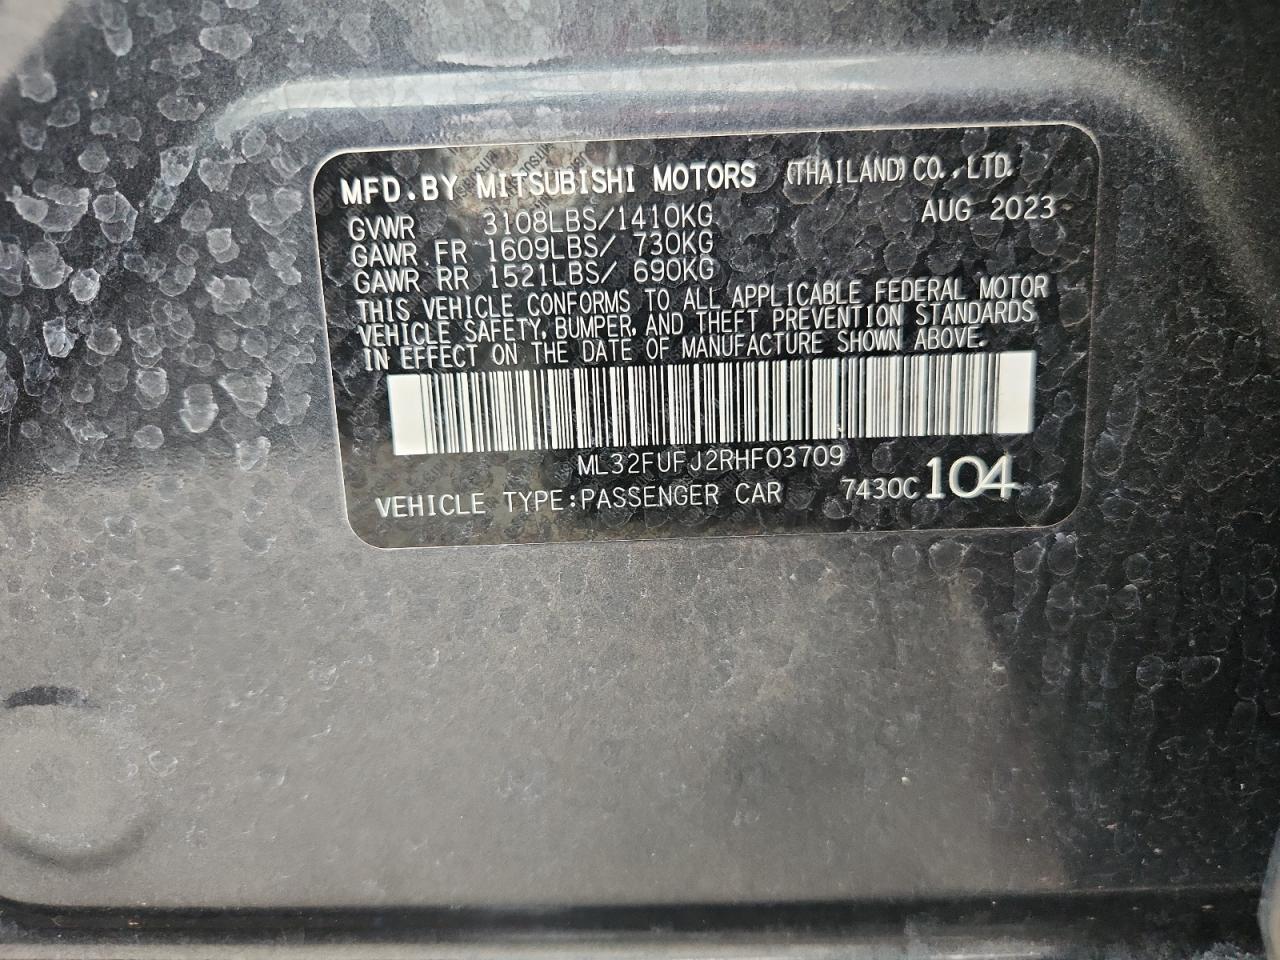 MFD.BY MITSUBISHI MOTORS (THAILAND) CO.,LTD.
GVWR 3108LBS/1410KG AUG 2023
GAWR FR 1609LBS/ 730KG
GAWR RR 1521LBS/ 690KG
THIS VEHICLE CONFORMS TO ALL APPLICABLE FEDERAL MOTOR
VEHICLE SAFETY, BUMPER, AND THEFT PREVENTION STANDARDS
IN EFFECT ON THE DATE OF MANUFACTURE SHOWN ABOVE.
ML32FUFJ2RHF03709
VEHICLE TYPE:PASSENGER CAR 7430C 104